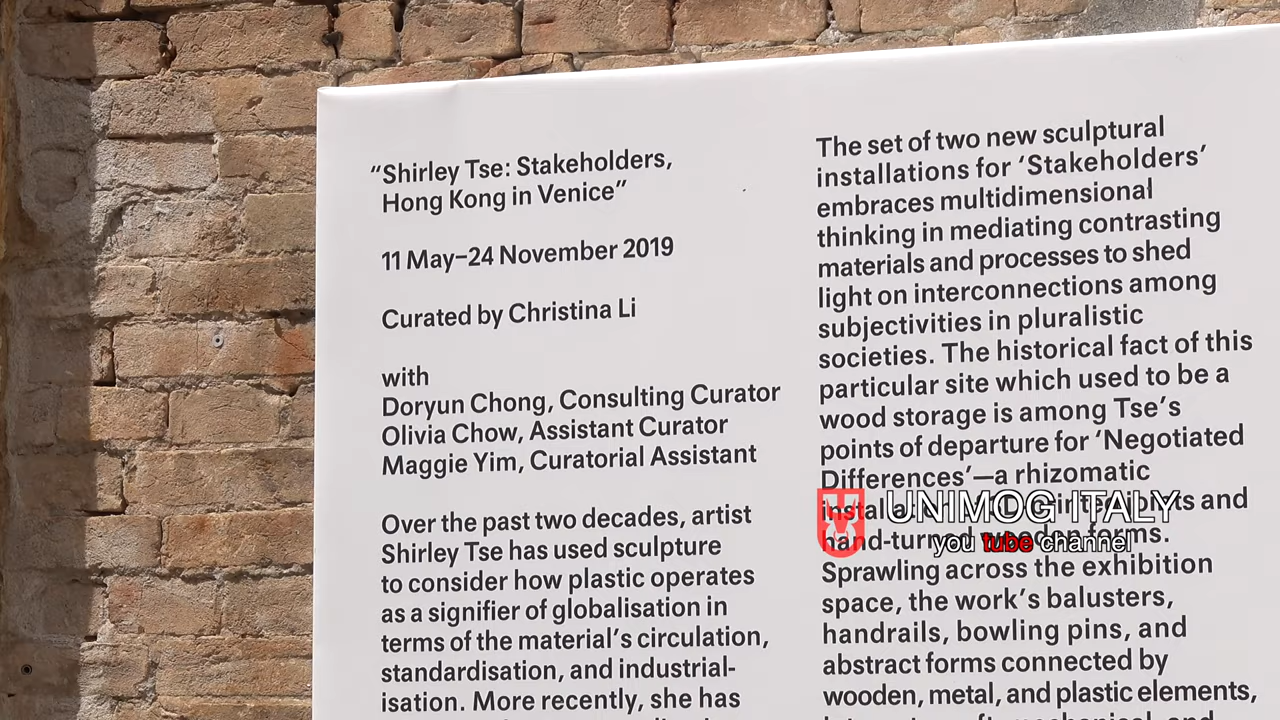 "Shirley Tse: Stakeholders,
Hong Kong in Venice"
11 May–24 November 2019
Curated by Christina Li
with
Doryun Chong, Consulting Curator
Olivia Chow, Assistant Curator
Maggie Yim, Curatorial Assistant
Over the past two decades, artist
Shirley Tse has used sculpture
to consider how plastic operates
as a signifier of globalisation in
terms of the material's circulation,
standardisation, and industrial-
isation. More recently, she has
The set of two new sculptural
installations for 'Stakeholders'
embraces multidimensional
thinking in mediating contrasting
materials and processes to shed
light on interconnections among
subjectivities in pluralistic
societies. The historical fact of this
particular site which used to be a
wood storage is among Tse's
points of departure for 'Negotiated
Differences'—a rhizomatic
and
hand-turned wooden forms.
Sprawling across the exhibition
space, the work's balusters,
handrails, bowling pins, and
abstract forms connected by
wooden, metal, and plastic elements,
UNIMOG ITALY
you tube channel